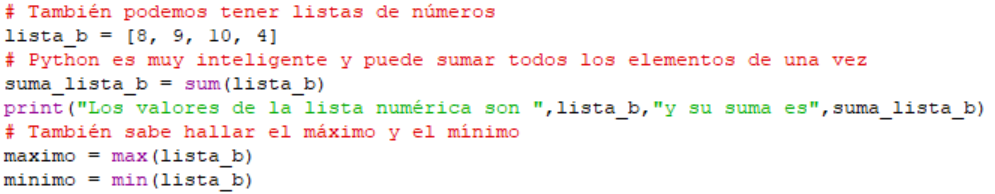 # También podemos tener listas de números
lista_b = [8, 9, 10, 4]
# Python es muy inteligente y puede sumar todos los elementos de una vez
suma_lista_b = sum(lista_b)
print("Los valores de la lista numérica son ",lista_b,"y su suma es",suma_lista_b)
# También sabe hallar el máximo y el mínimo
maximo = max(lista_b)
minimo = min(lista_b)